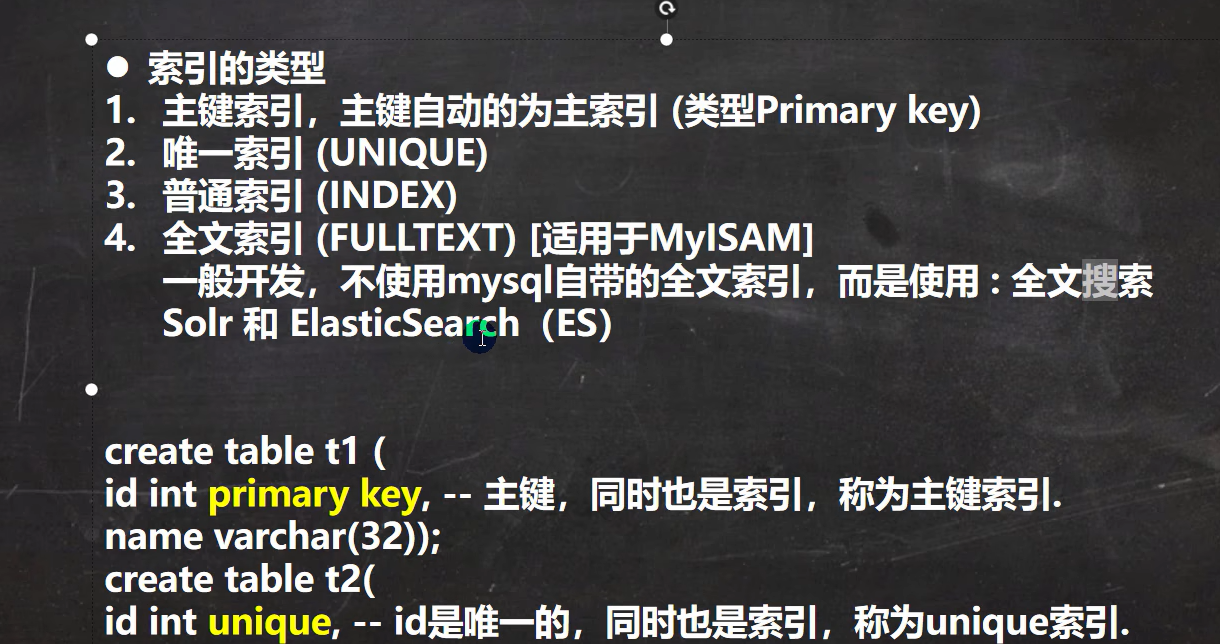 ● 索引的类型
1. 主键索引，主键自动的为主索引 (类型Primary key)
2. 唯一索引 (UNIQUE)
3. 普通索引 (INDEX)
4. 全文索引 (FULLTEXT) [适用于MyISAM]
一般开发，不使用mysql自带的全文索引，而是使用：全文搜索
Solr 和 ElasticSearch（ES）
create table t1 (
id int primary key, -- 主键，同时也是索引，称为主键索引.
name varchar(32));
create table t2(
id int unique, -- id是唯一的，同时也是索引，称为unique索引.